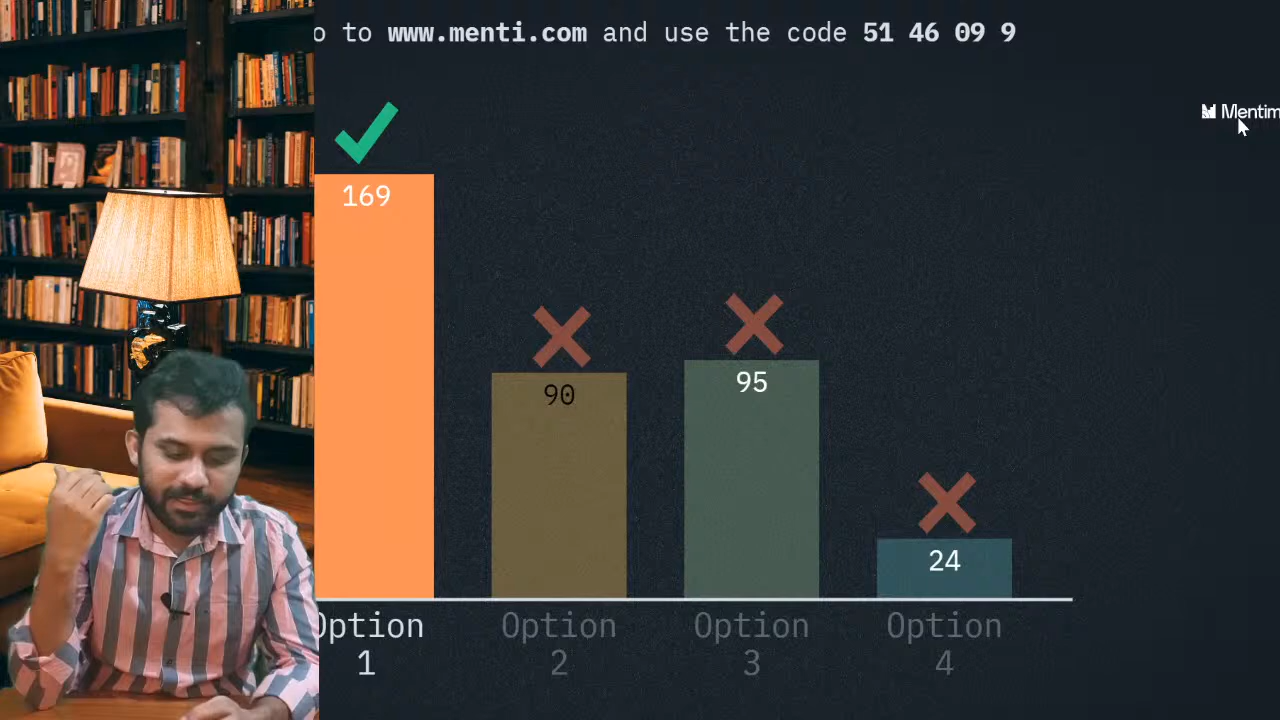 o to www.menti.com and use the code 51 46 09 9
Mentim
169
90
95
24
Option
1
Option
2
Option
3
Option
4